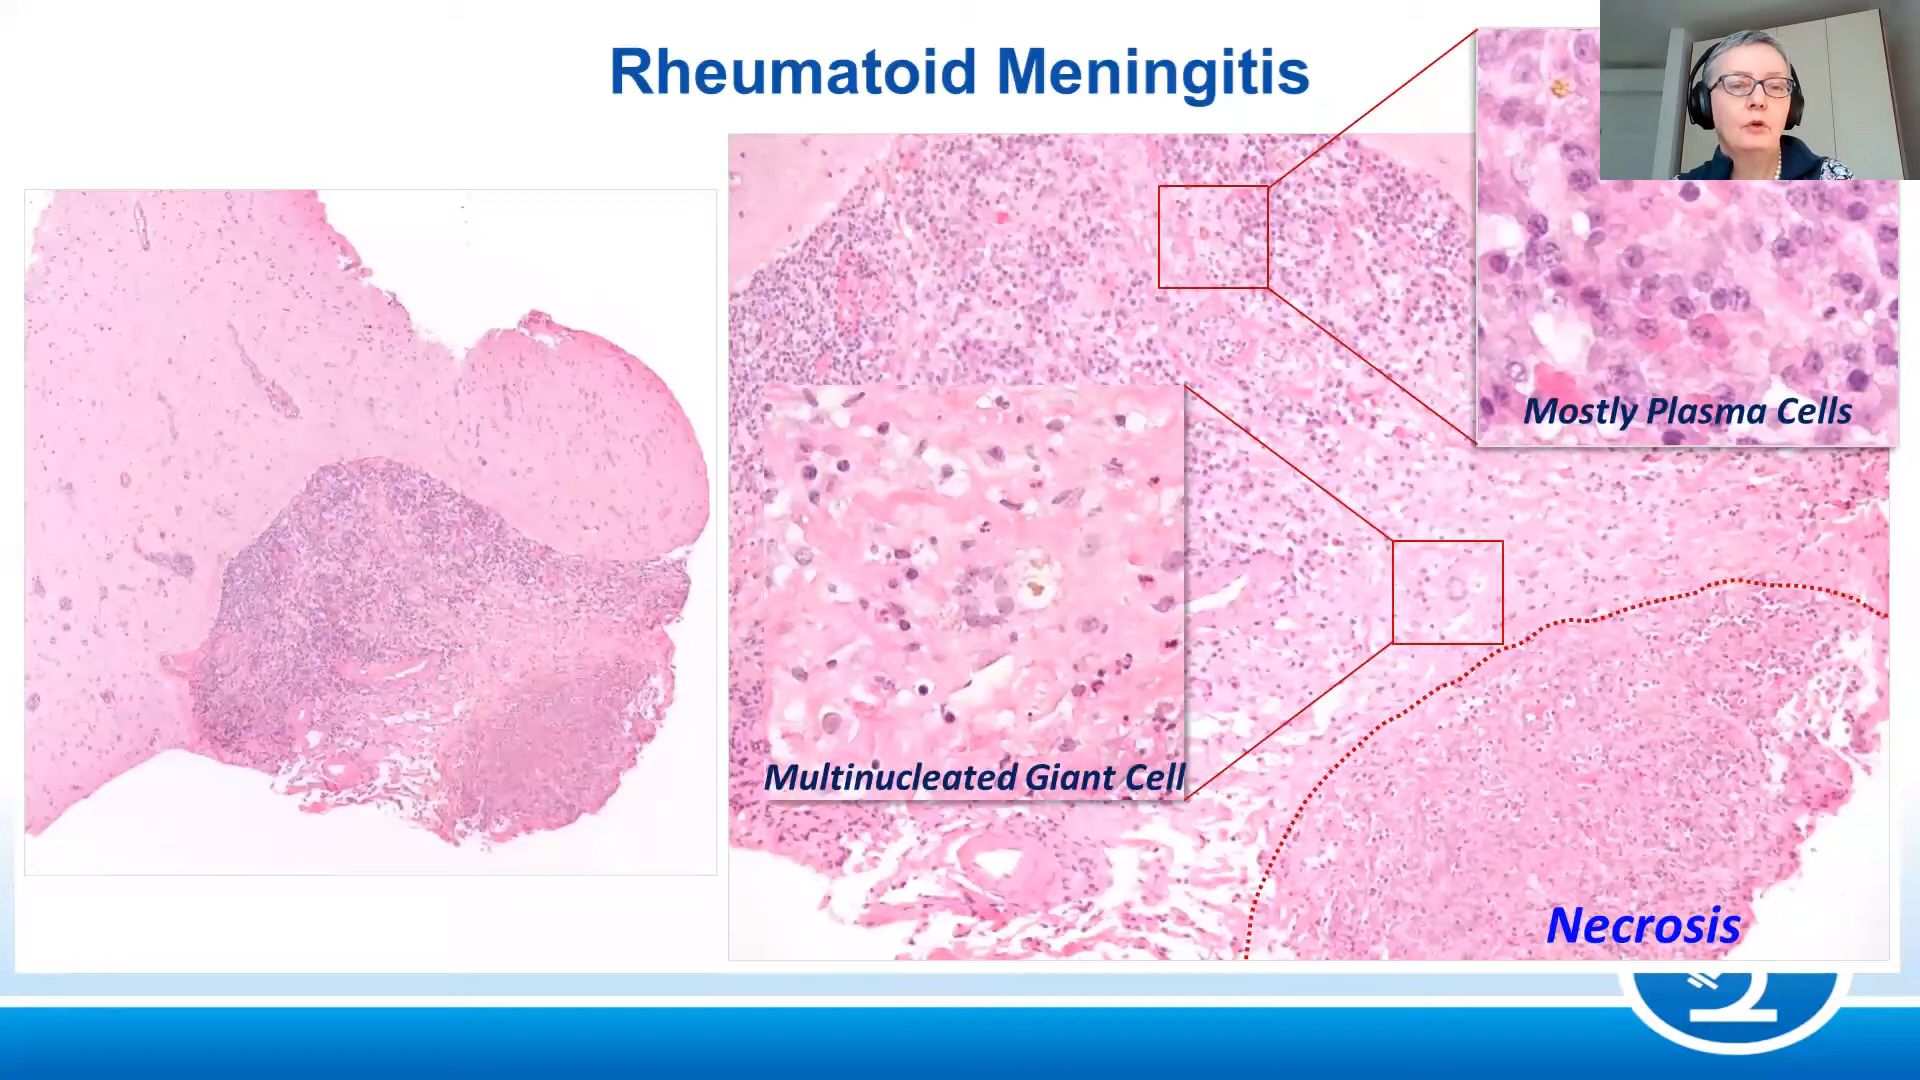 Rheumatoid Meningitis
Mostly Plasma Cells
Multinucleated Giant Cell
Necrosis